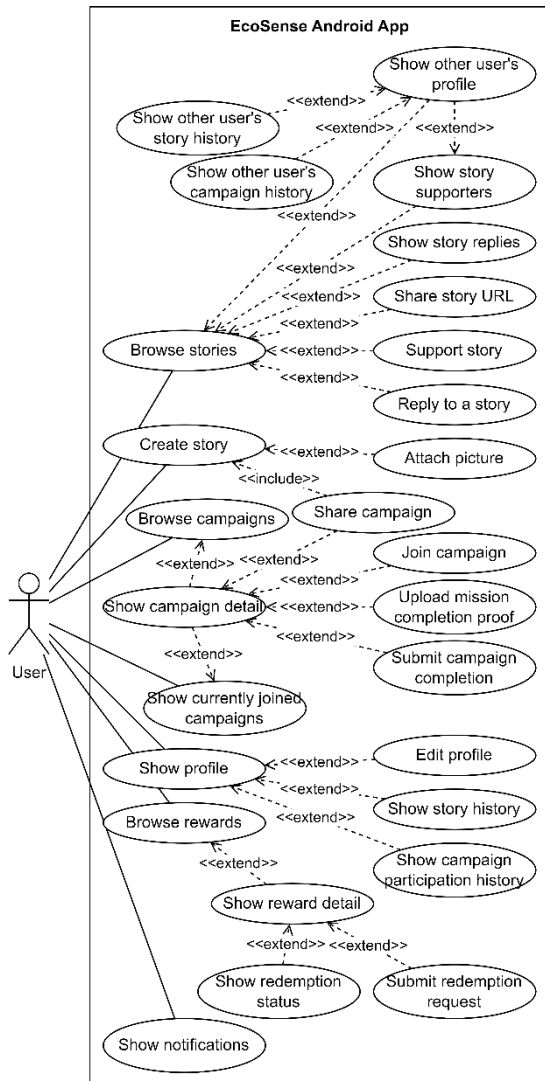 EcoSense Android App
Show other user's
profile
<<extend>>
Show other user's
story history
<<extend>>
<<extend>>
Show other user's
campaign history
Show story
supporters
<<extend>>
Show story replies
<<extend>>
<<extend>>
Share story URL
<<extend>>
Browse stories
<<extend>>
Support story
<<extend>>
Reply to a story
Create story
<<extend>>
Attach picture
<<include>>
Share campaign
Browse campaigns
<<extend>>
<<extend>>
Join campaign
<<extend>>
Show campaign detail
<<extend>>
Upload mission
completion proof
<<extend>>
Submit campaign
completion
<<extend>>
User
Show currently joined
campaigns
Show profile
<<extend>>
Edit profile
<<extend>>
Show story history
Browse rewards
<<extend>>
Show campaign
participation history
<<extend>>
Show reward detail
<<extend>>
<<extend>>
Show redemption
status
Submit redemption
request
Show notifications